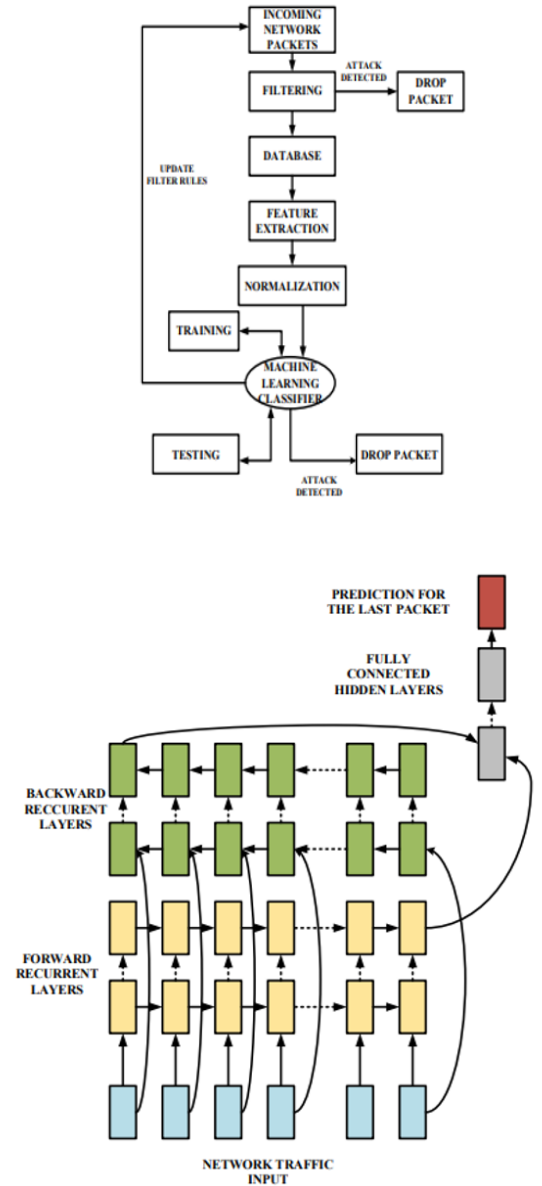 INCOMING
NETWORK
PACKETS
ATTACK
DETECTED
FILTERING
DROP
PACKET
DATABASE
UPDATE
FILTER RULES
FEATURE
EXTRACTION
NORMALIZATION
TRAINING
MACHINE
LEARNING
CLASSIFIER
TESTING
DROP PACKET
ATTACK
DETECTED
PREDICTION FOR
THE LAST PACKET
FULLY
CONNECTED
HIDDEN LAYERS
BACKWARD
RECCURENT
LAYERS
FORWARD
RECURRENT
LAYERS
NETWORK TRAFFIC
INPUT